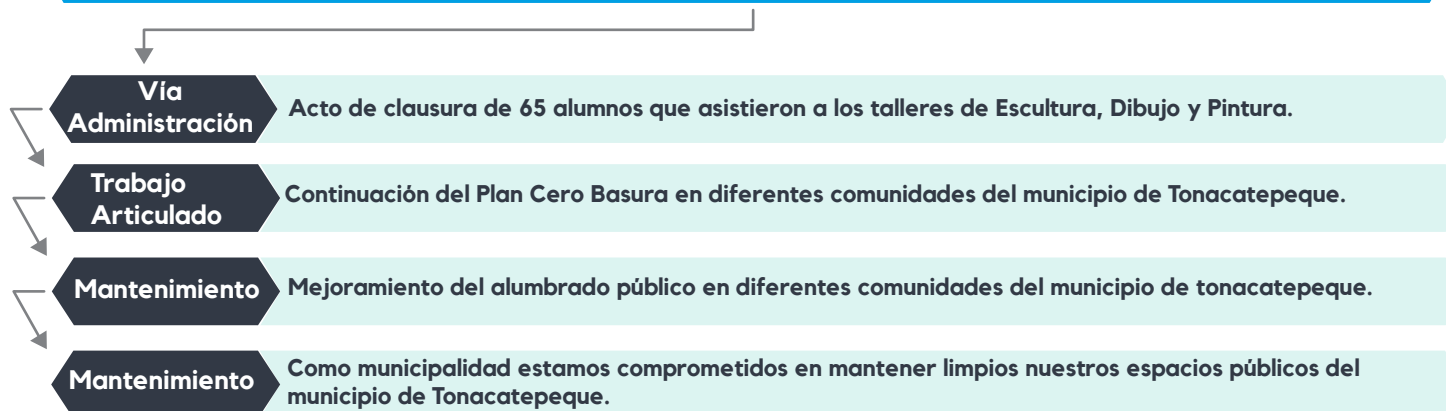 Vía
Administración
Acto de clausura de 65 alumnos que asistieron a los talleres de Escultura, Dibujo y Pintura.
Trabajo
Articulado
Continuación del Plan Cero Basura en diferentes comunidades del municipio de Tonacatepeque.
Mantenimiento
Mejoramiento del alumbrado público en diferentes comunidades del municipio de tonacatepeque.
Mantenimiento
Como municipalidad estamos comprometidos en mantener limpios nuestros espacios públicos del
municipio de Tonacatepeque.